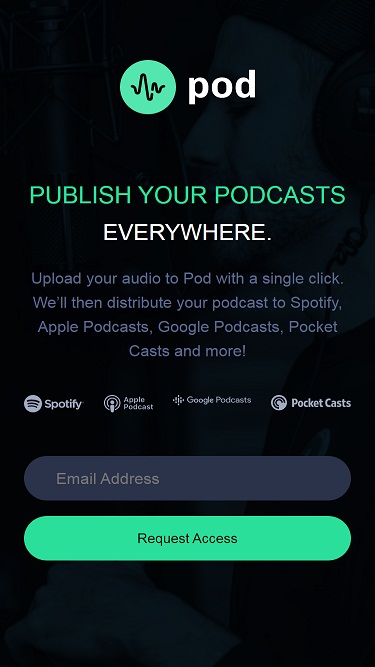 pod
PUBLISH YOUR PODCASTS
EVERYWHERE.
Upload your audio to Pod with a single click.
We’ll then distribute your podcast to Spotify,
Apple Podcasts, Google Podcasts, Pocket
Casts and more!
Spotify Apple Podcast Google Podcasts Pocket Casts
Email Address
Request Access